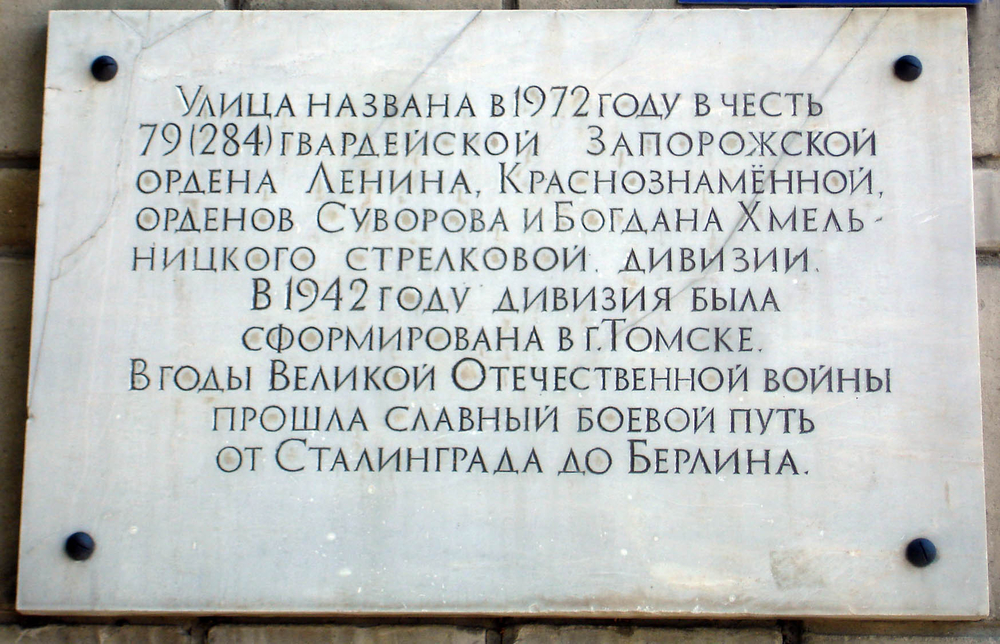 Улица названа в 1972 году в честь
79(284) гвардейской Запорожской
ордена Ленина, Краснознамённой,
орденов Суворова и Богдана Хмель-
ницкого стрелковой дивизии.
В 1942 году дивизия была
сформирована в г.Томске.
В годы Великой Отечественной войны
прошла славный боевой путь
от Сталинграда до Берлина.